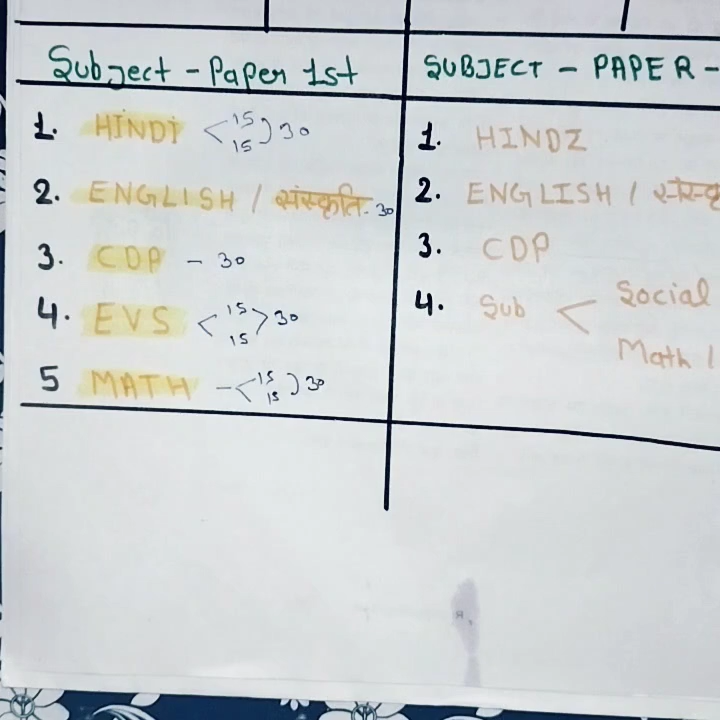 Subject - Paper 1st
1. HINDI < 15 15 > 30
2. ENGLISH / संस्कृति - 30
3. CDP - 30
4. EVS < 15 15 > 30
5 MATH - < 15 15 > 30
SUBJECT - PAPER -
1. HINDI
2. ENGLISH /
3. CDP
4. Sub < Social
Math /